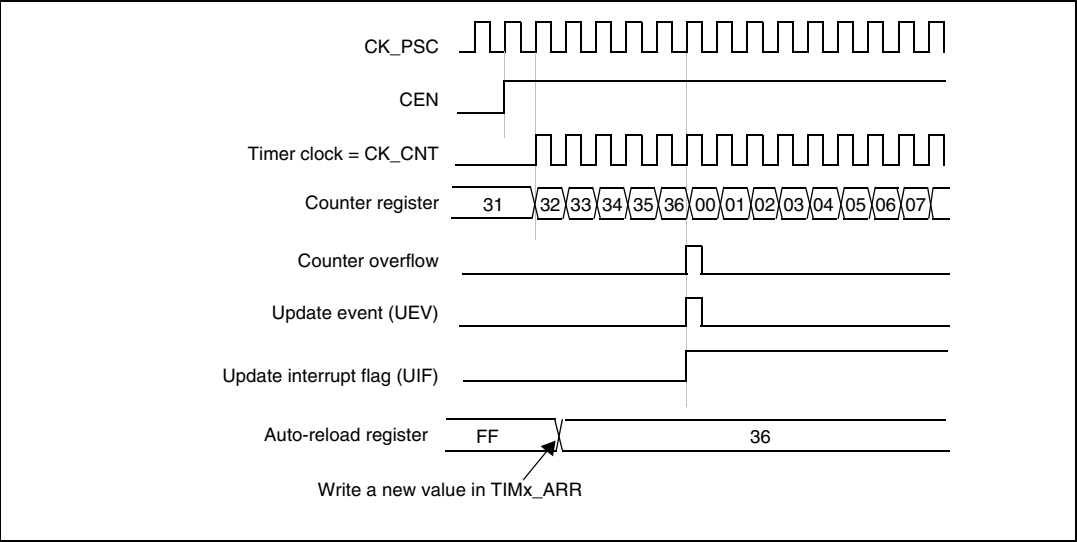 CK_PSC
CEN
Timer clock = CK_CNT
Counter register 31 32 33 34 35 36 00 01 02 03 04 05 06 07
Counter overflow
Update event (UEV)
Update interrupt flag (UIF)
Auto-reload register FF 36
Write a new value in TIMx_ARR